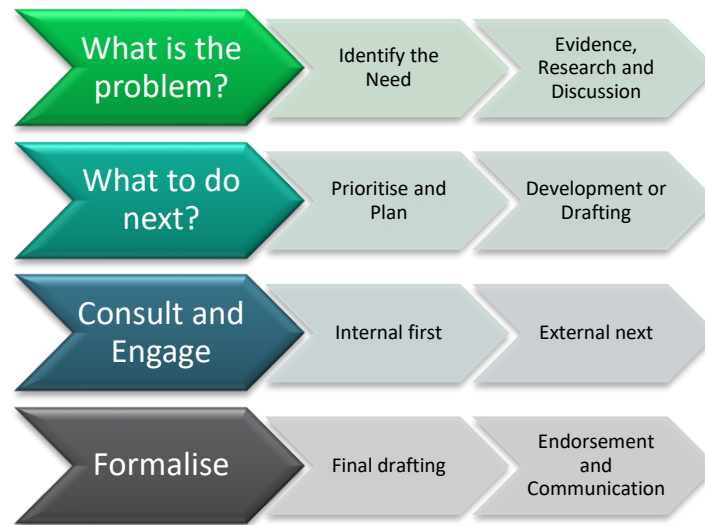 What is the
problem?
Identify the
Need
Evidence,
Research and
Discussion
What to do
next?
Prioritise and
Plan
Development or
Drafting
Consult and
Engage
Internal first
External next
Formalise
Final drafting
Endorsement
and
Communication